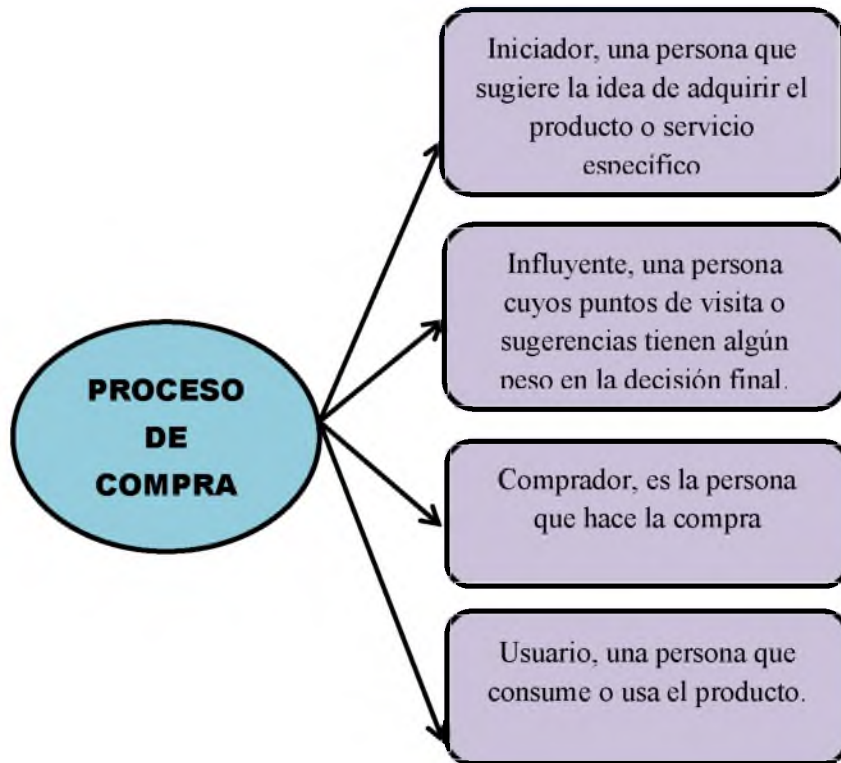 Iniciador, una persona que
sugiere la idea de adquirir el
producto o servicio
específico
Influyente, una persona
cuyos puntos de visita o
sugerencias tienen algún
peso en la decisión final.
PROCESO
DE
COMPRA
Comprador, es la persona
que hace la compra
Usuario, una persona que
consume o usa el producto.